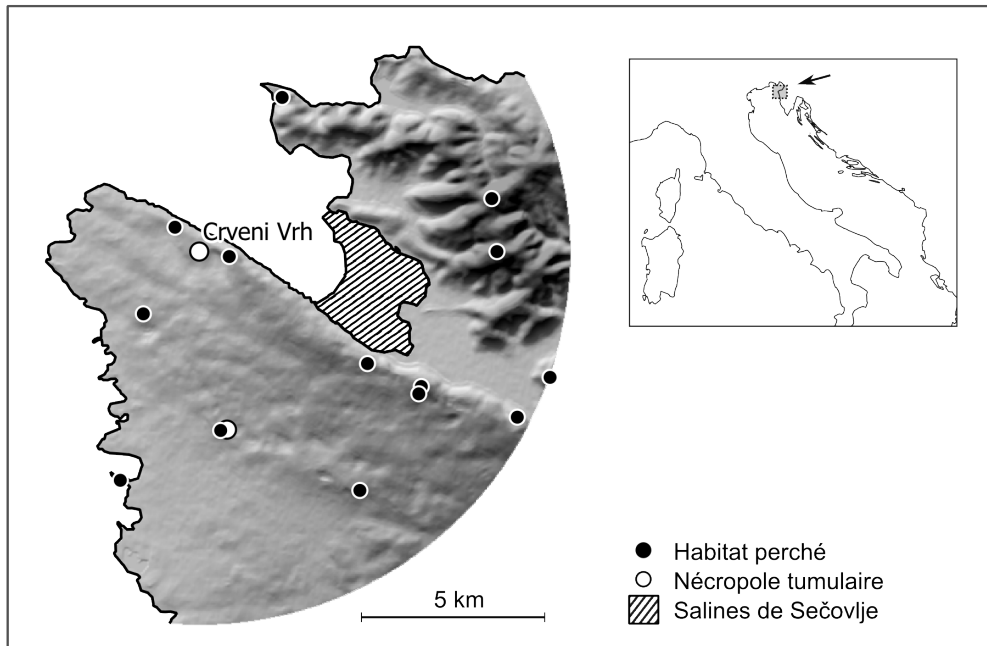 Crveni Vrh
5 km
Habitat perché
Nécropole tumulaire
Salines de Sečovlje